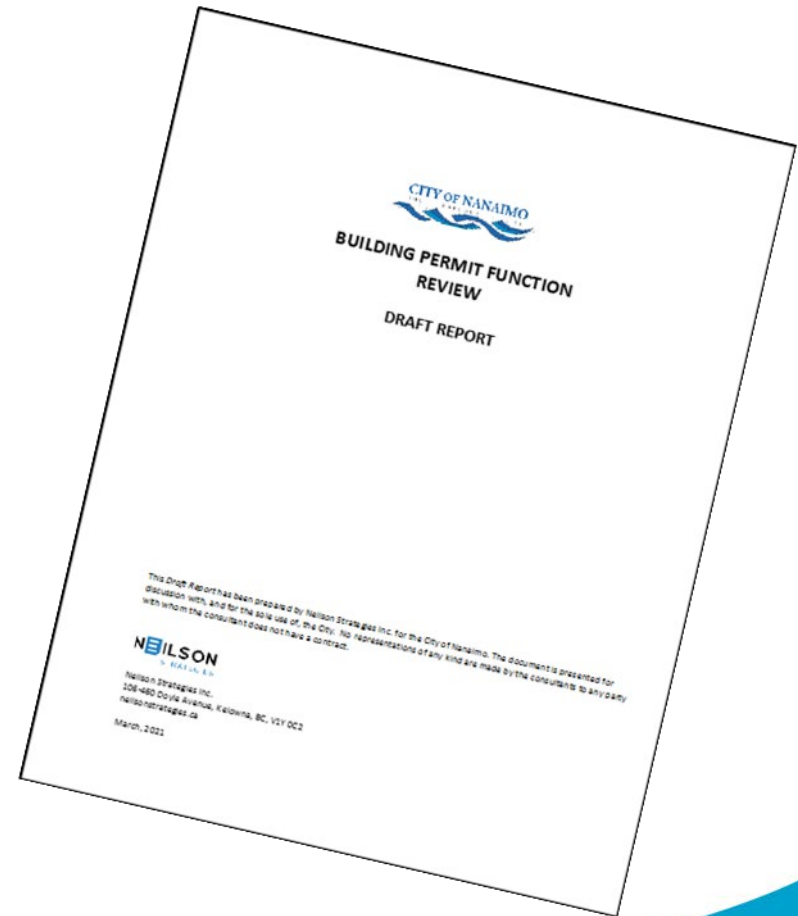 CITY OF NANAIMO
BUILDING PERMIT FUNCTION
REVIEW
DRAFT REPORT
This Draft Report has been prepared by Neilson Strategies Inc. for the City of Nanaimo. The document is presented for
discussion with, and for the sole use of, the City. No representations of any kind are made by the consultants to any party
with whom the consultant does not have a contract.
NEILSON
STRATEGIES
Neilson Strategies Inc.
108-460 Doyle Avenue, Kelowna, BC, V1Y 0C2
neilsonstrategies.ca
March, 2021